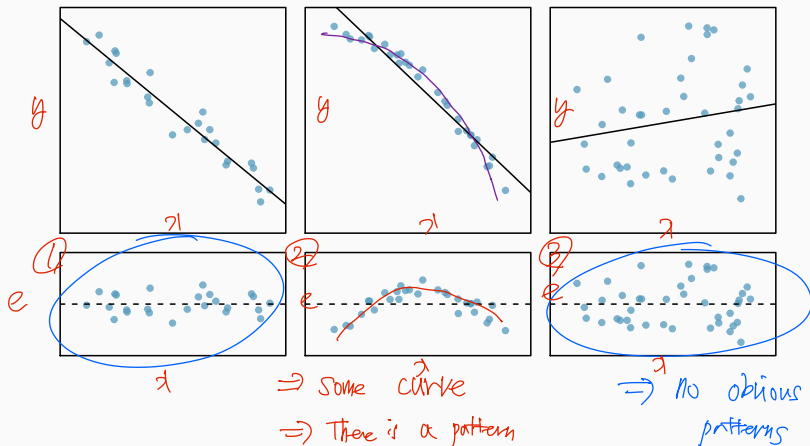 y
y
y
x
x
x
①
②
③
e
e
e
x
x
x
⇒ some curve
⇒ no obvious
⇒ There is a pattern
patterns